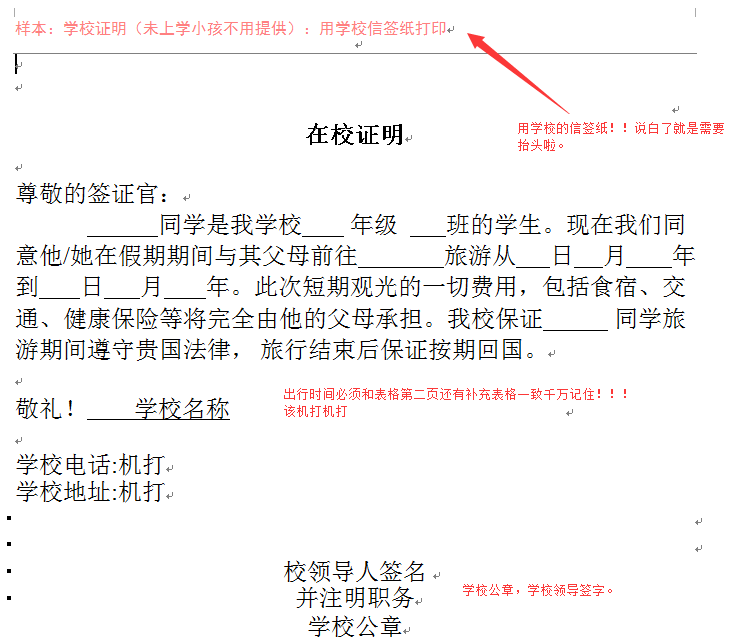 样本：学校证明（未上学小孩不用提供）：用学校信签纸打印
用学校的信签纸！！说白了就是需要
抬头啦。
在校证明
尊敬的签证官：
______同学是我学校____ 年级 ___班的学生。现在我们同
意他/她在假期期间与其父母前往_______旅游从___日___月____年
到___日___月____年。此次短期观光的一切费用，包括食宿、交
通、健康保险等将完全由他的父母承担。我校保证______ 同学旅
游期间遵守贵国法律， 旅行结束后保证按期回国。
敬礼！____学校名称
出行时间必须和表格第二页还有补充表格一致千万记住！！！
该机打机打
学校电话:机打
学校地址:机打
校领导人签名
并注明职务
学校公章，学校领导签字。
学校公章